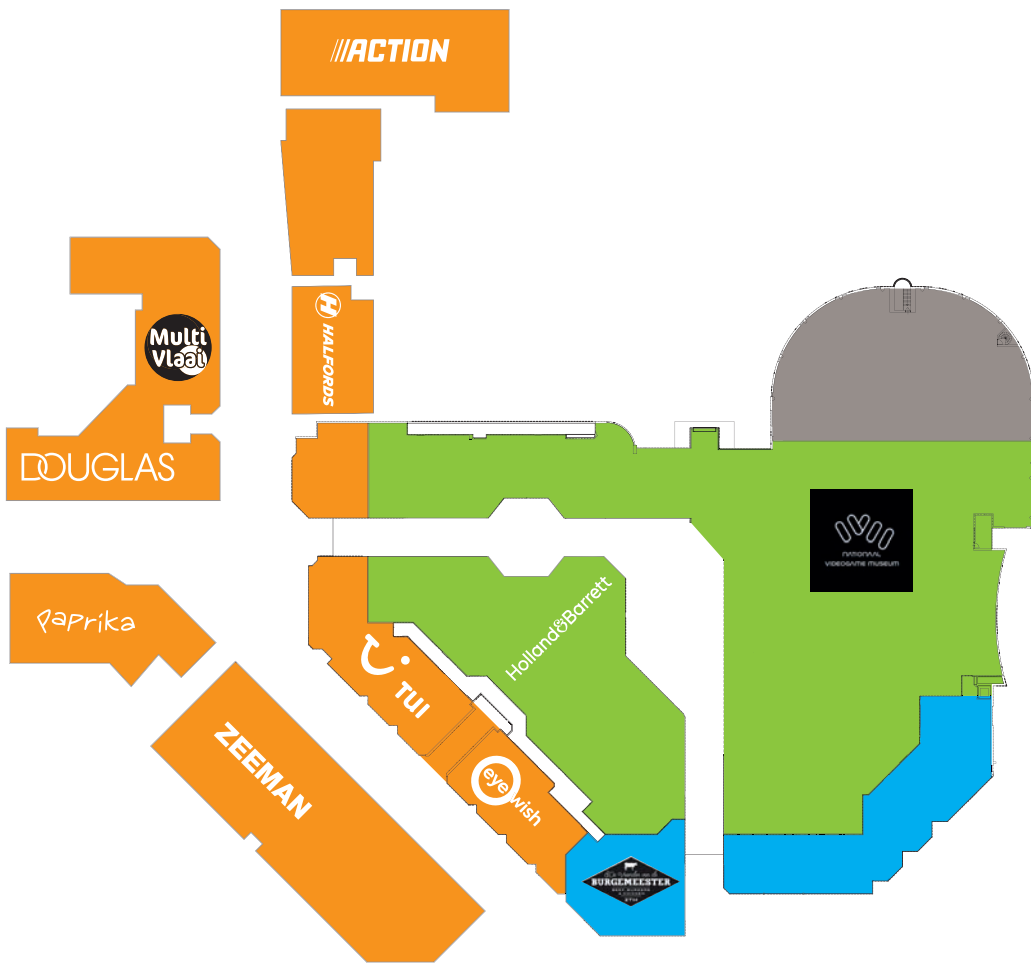 ACTION
HALFORDS
Multi
Vlaai
DOUGLAS
NATIONAAL
VIDEOGAME MUSEUM
paprika
Holland&Barrett
TUI
ZEEMAN
eye wish
BURGEMEESTER